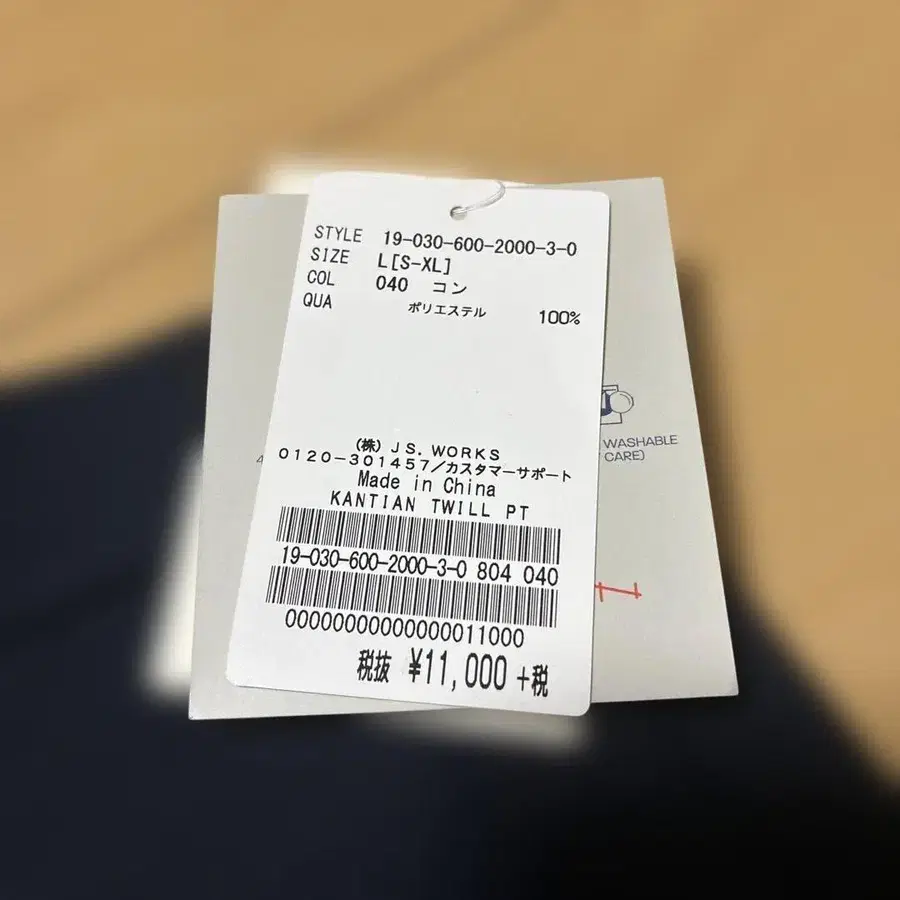 STYLE 19-030-600-2000-3-0
SIZE L[S-XL]
COL 040 コン
QUA ポリエステル 100%
(株)JS.WORKS
0120-301457/カスタマーサポート
Made in China
KANTIAN TWILL PT
19-030-600-2000-3-0 804 040
00000000000000011000
税抜 ¥11,000 +税
WASHABLE
CARE)